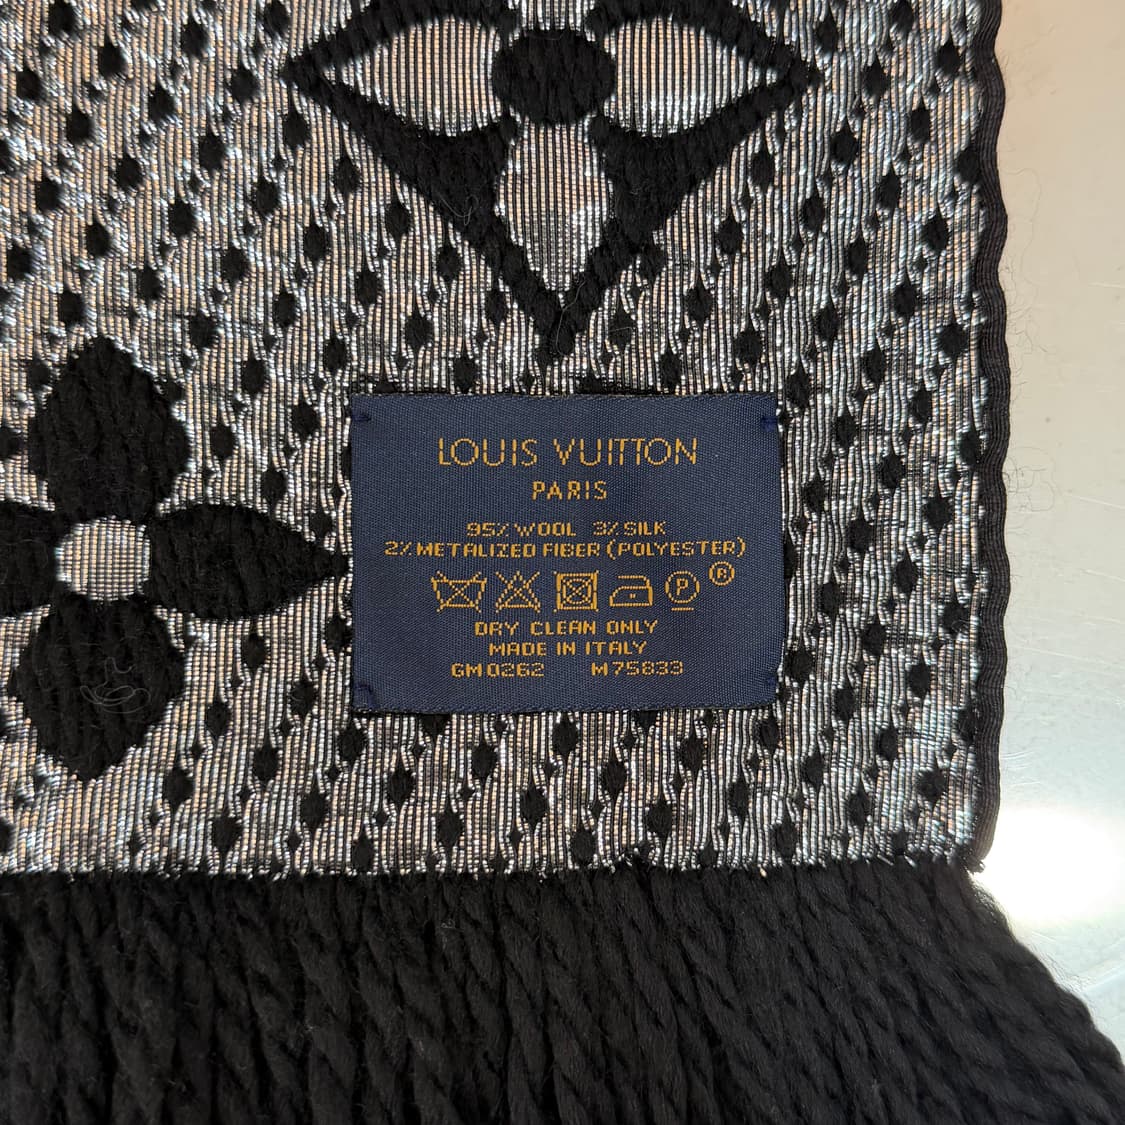 LOUIS VUITTON
PARIS
95% WOOL 3% SILK
2% METALIZED FIBER (POLYESTER)
P ®
DRY CLEAN ONLY
MADE IN ITALY
GM0262 M75833